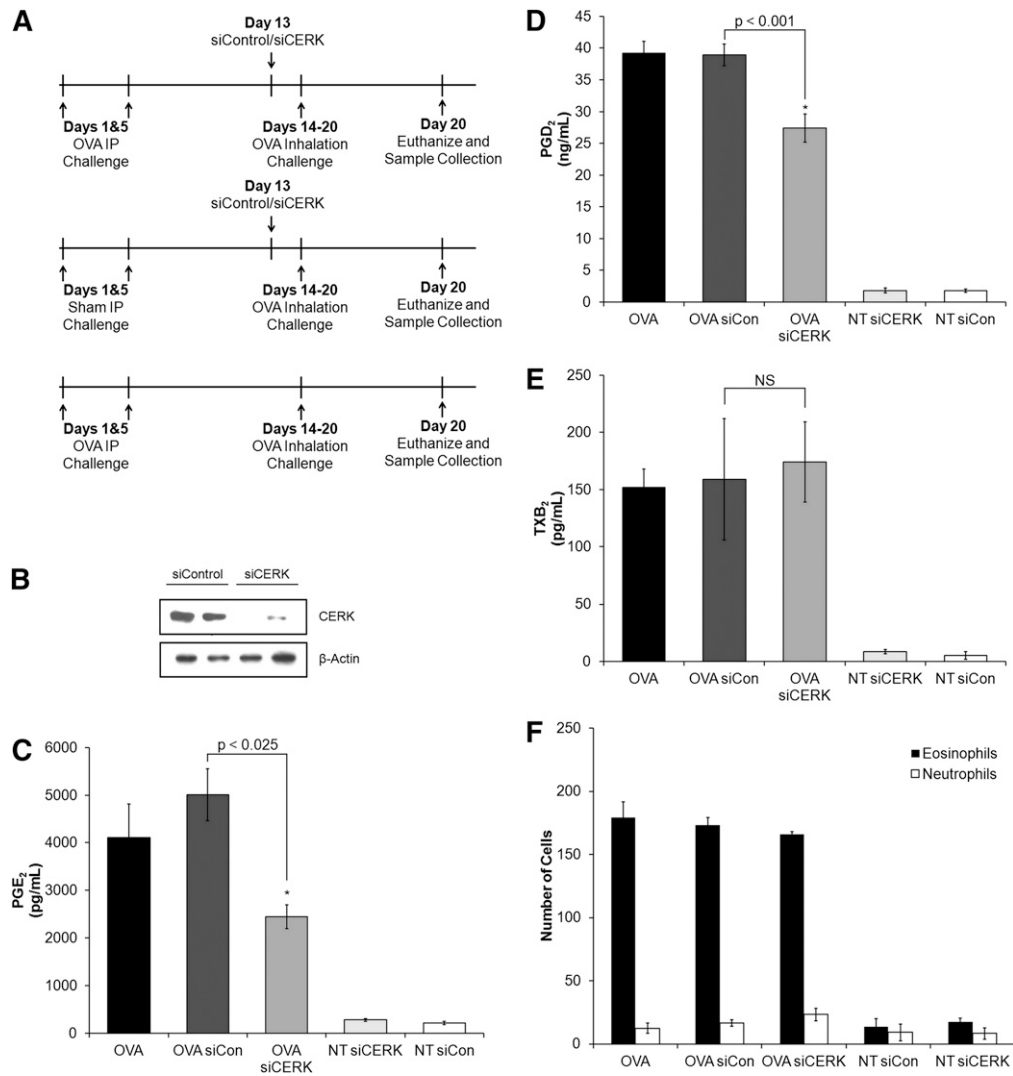 A
Day 13
siControl/siCERK
Days 1&5
OVA IP
Challenge
Days 14-20
OVA Inhalation
Challenge
Day 20
Euthanize and
Sample Collection
Day 13
siControl/siCERK
Days 1&5
Sham IP
Challenge
Days 14-20
OVA Inhalation
Challenge
Day 20
Euthanize and
Sample Collection
Days 1&5
OVA IP
Challenge
Days 14-20
OVA Inhalation
Challenge
Day 20
Euthanize and
Sample Collection
B
siControl siCERK
CERK
β-Actin
C
PGE2
(pg/mL)
6000
5000
4000
3000
2000
1000
0
p < 0.025
*
OVA
OVA siCon
OVA
siCERK
NT siCERK
NT siCon
D
PGD2
(ng/mL)
45
40
35
30
25
20
15
10
5
0
p < 0.001
*
OVA
OVA siCon
OVA
siCERK
NT siCERK
NT siCon
E
TXB2
(pg/mL)
250
200
150
100
50
0
NS
OVA
OVA siCon
OVA
siCERK
NT siCERK
NT siCon
F
Number of Cells
250
200
150
100
50
0
Eosinophils
Neutrophils
OVA
OVA siCon
OVA siCERK
NT siCon
NT siCERK